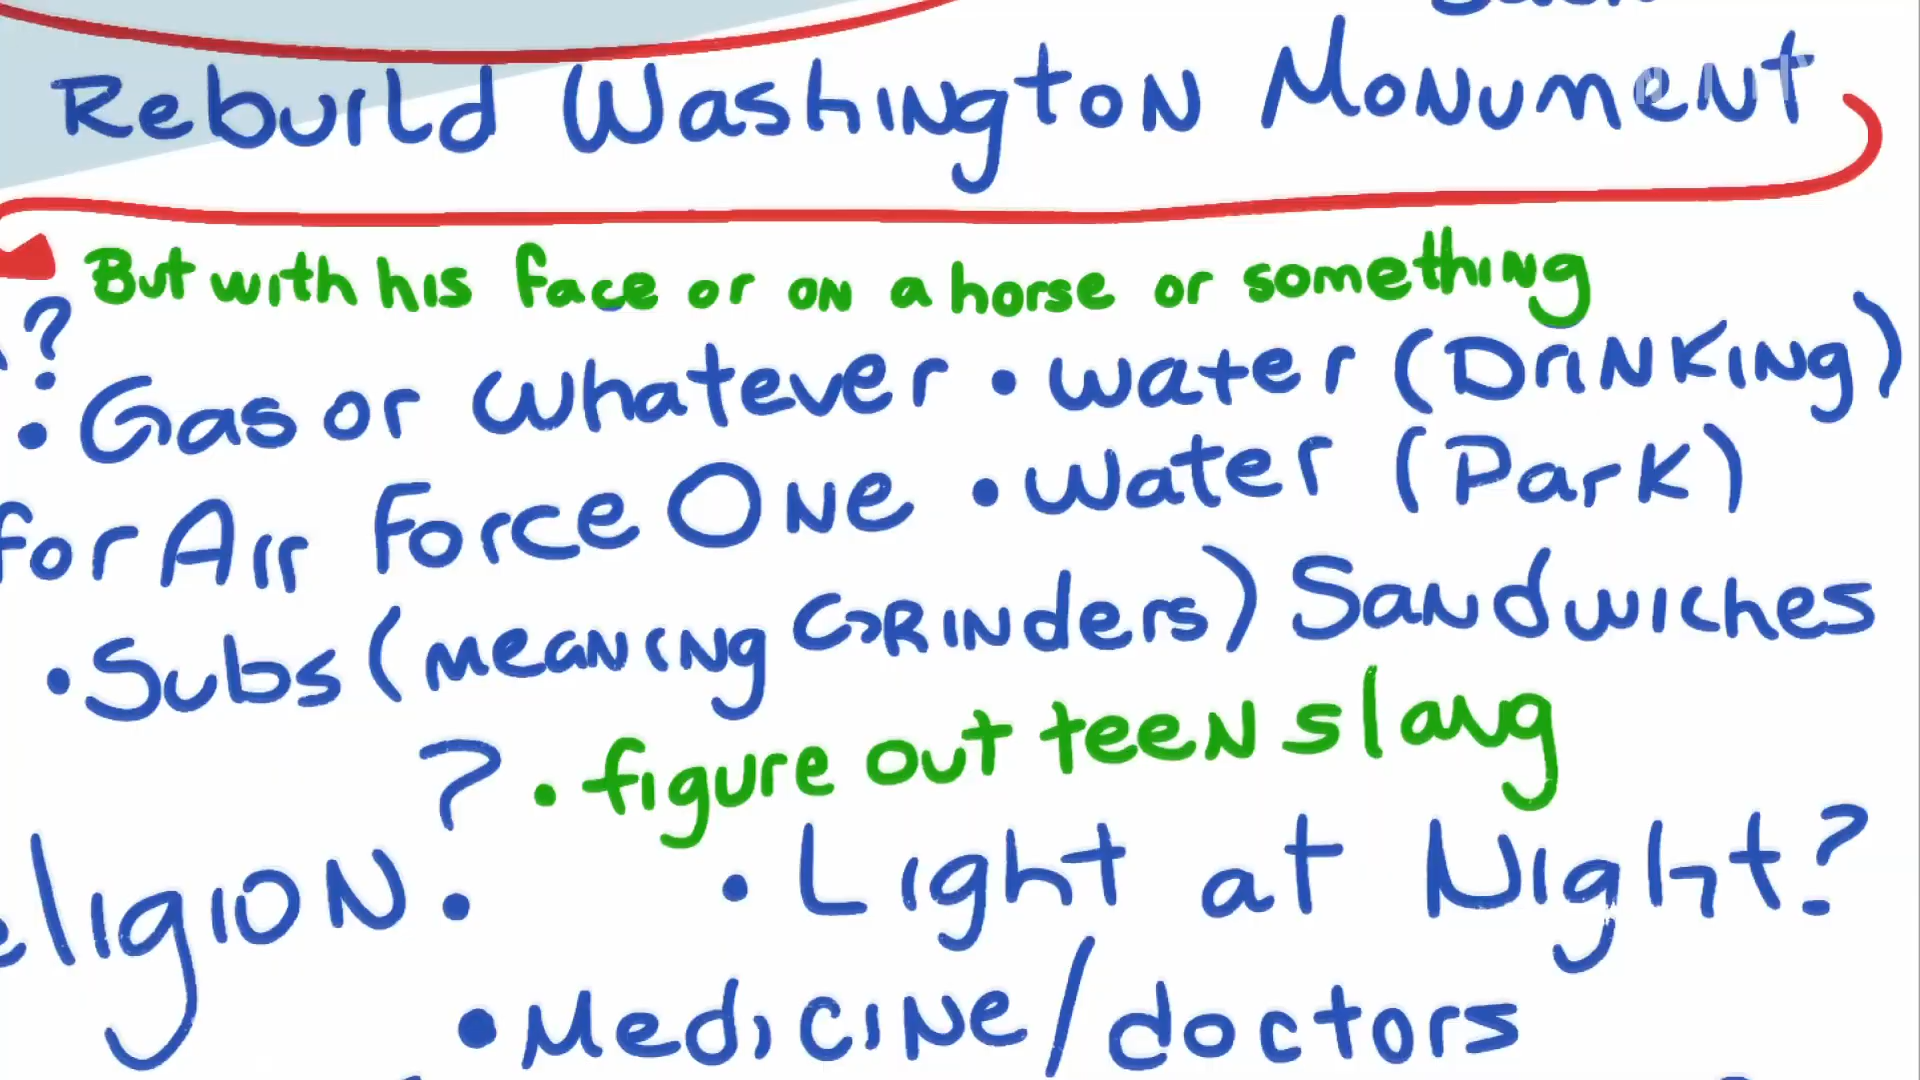 Rebuild Washington Monument
But with his face or on a horse or something
?
• Gas or whatever • water (Drinking)
for Air Force One • Water (Park)
• Subs (meaning GRINders) Sandwiches
? • figure out teen slang
eligion. • Light at Night?
• Medicine/doctors